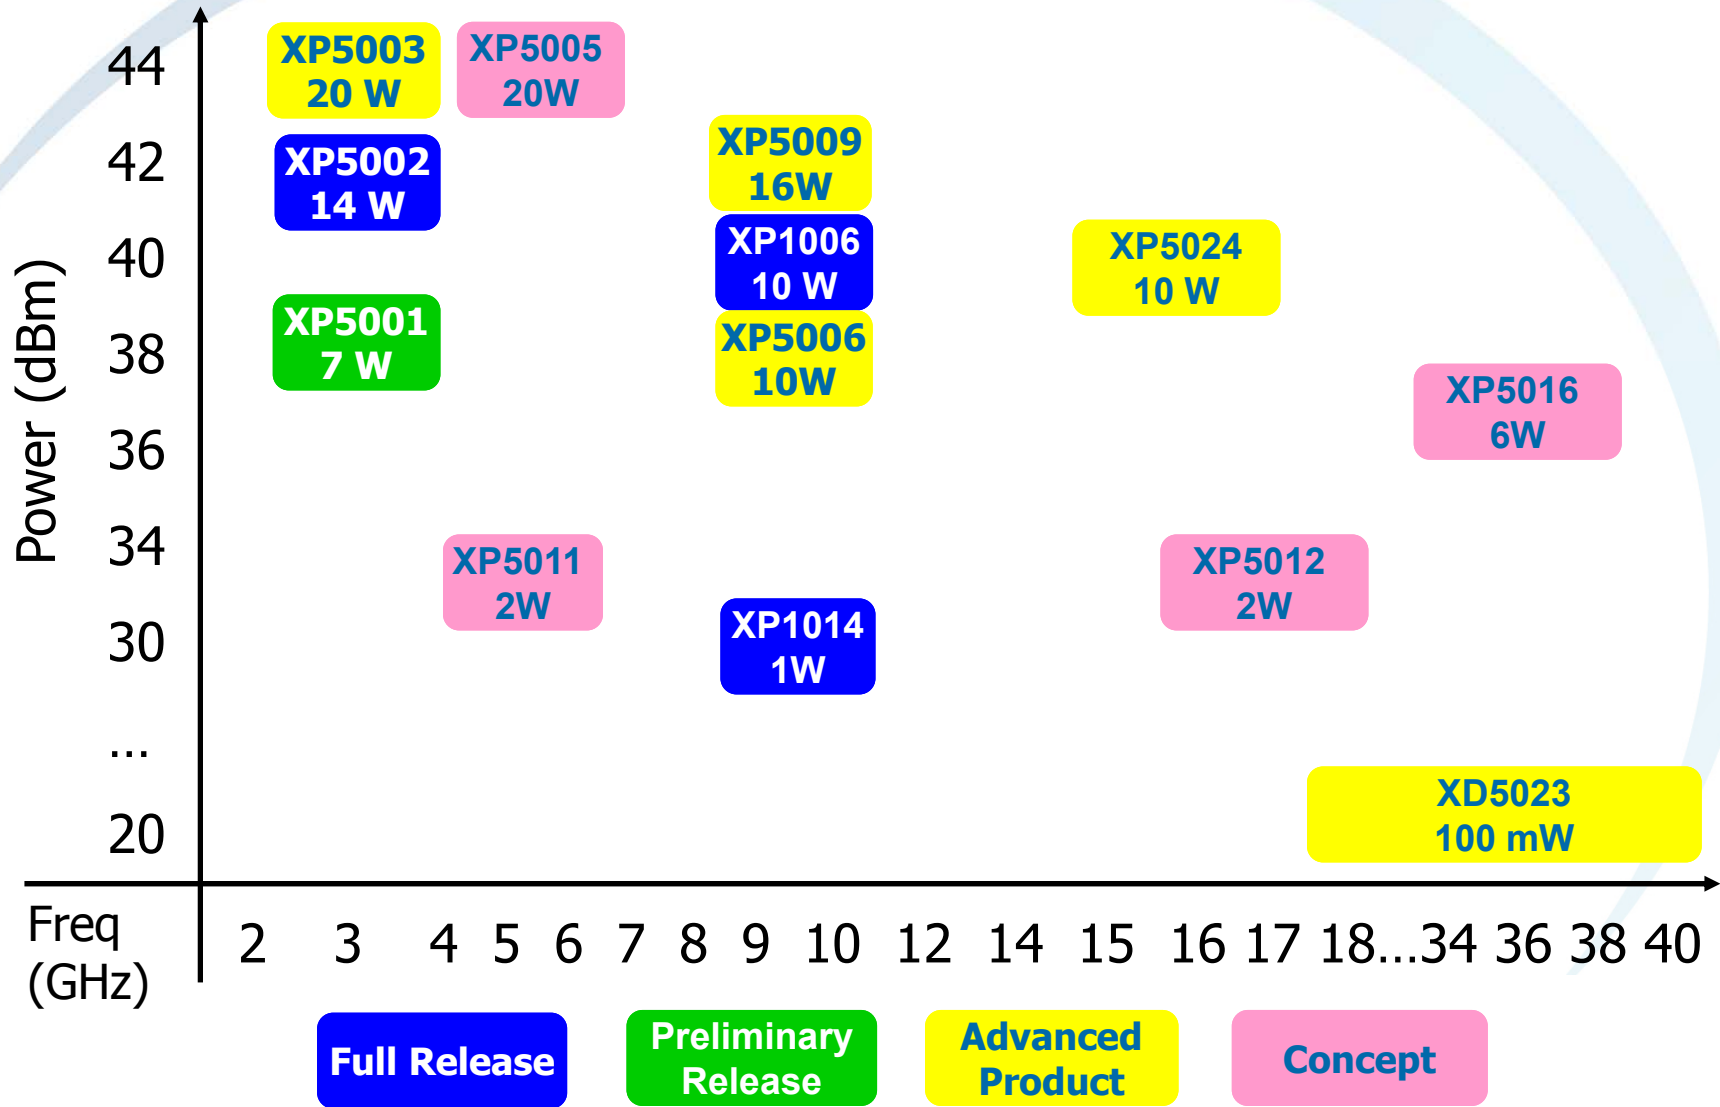 44
42
40
38
36
34
30
...
20
Power (dBm)
XP5003
20 W
XP5005
20W
XP5002
14 W
XP5009
16W
XP1006
10 W
XP5024
10 W
XP5001
7 W
XP5006
10W
XP5016
6W
XP5011
2W
XP5012
2W
XP1014
1W
XD5023
100 mW
Freq
(GHz)
2 3 4 5 6 7 8 9 10 12 14 15 16 17 18...34 36 38 40
Full Release
Preliminary
Release
Advanced
Product
Concept